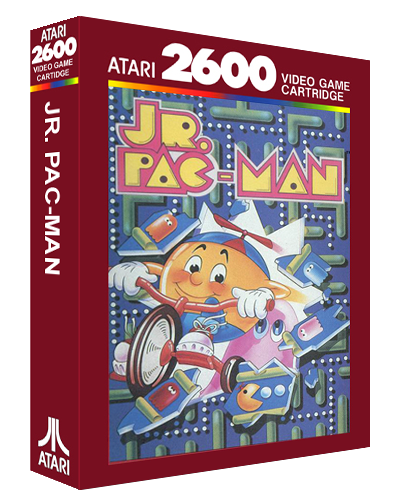 ATARI
2600
VIDEO GAME
CARTRIDGE
JR. PAC-MAN
ATARI
ATARI 2600 VIDEO GAME
CARTRIDGE
JR.
PAC-MAN